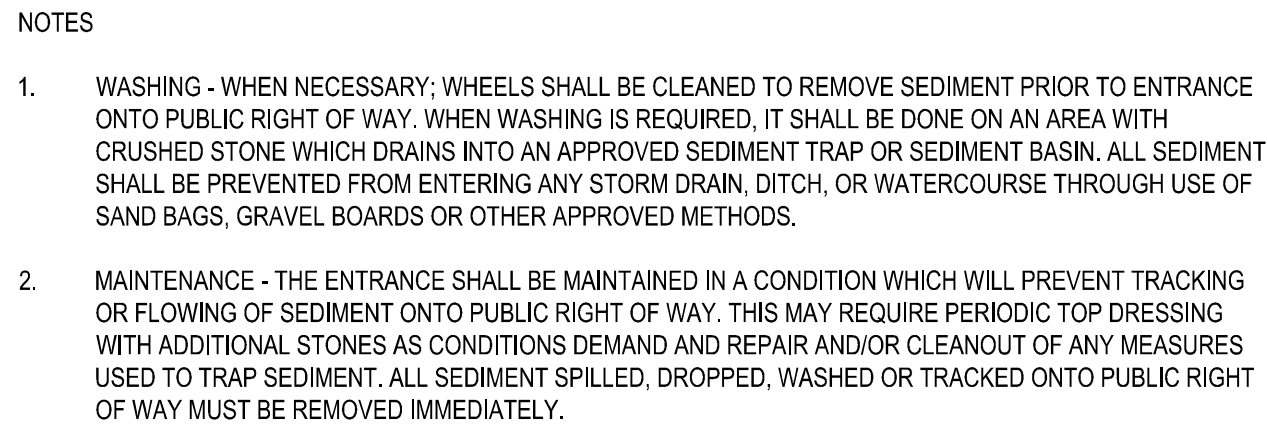 NOTES
1. WASHING - WHEN NECESSARY; WHEELS SHALL BE CLEANED TO REMOVE SEDIMENT PRIOR TO ENTRANCE
ONTO PUBLIC RIGHT OF WAY. WHEN WASHING IS REQUIRED, IT SHALL BE DONE ON AN AREA WITH
CRUSHED STONE WHICH DRAINS INTO AN APPROVED SEDIMENT TRAP OR SEDIMENT BASIN. ALL SEDIMENT
SHALL BE PREVENTED FROM ENTERING ANY STORM DRAIN, DITCH, OR WATERCOURSE THROUGH USE OF
SAND BAGS, GRAVEL BOARDS OR OTHER APPROVED METHODS.
2. MAINTENANCE - THE ENTRANCE SHALL BE MAINTAINED IN A CONDITION WHICH WILL PREVENT TRACKING
OR FLOWING OF SEDIMENT ONTO PUBLIC RIGHT OF WAY. THIS MAY REQUIRE PERIODIC TOP DRESSING
WITH ADDITIONAL STONES AS CONDITIONS DEMAND AND REPAIR AND/OR CLEANOUT OF ANY MEASURES
USED TO TRAP SEDIMENT. ALL SEDIMENT SPILLED, DROPPED, WASHED OR TRACKED ONTO PUBLIC RIGHT
OF WAY MUST BE REMOVED IMMEDIATELY.